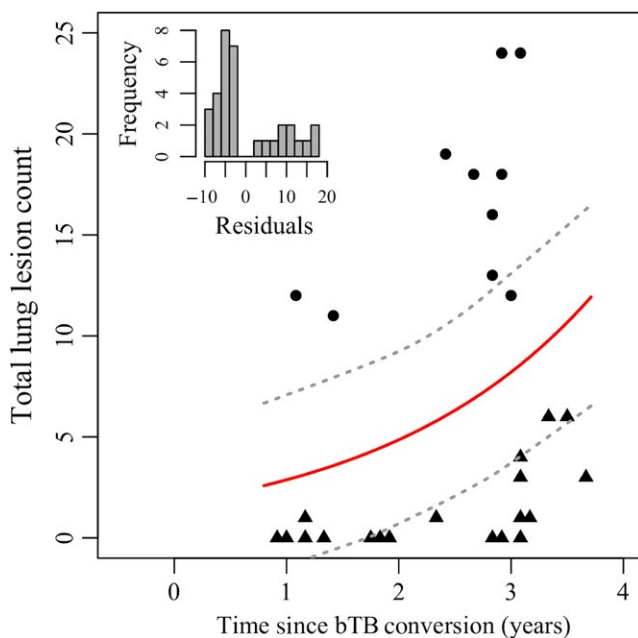 25
20
15
10
5
0
Total lung lesion count
8
6
4
2
0
Frequency
−10 0 10 20
Residuals
0 1 2 3 4
Time since bTB conversion (years)